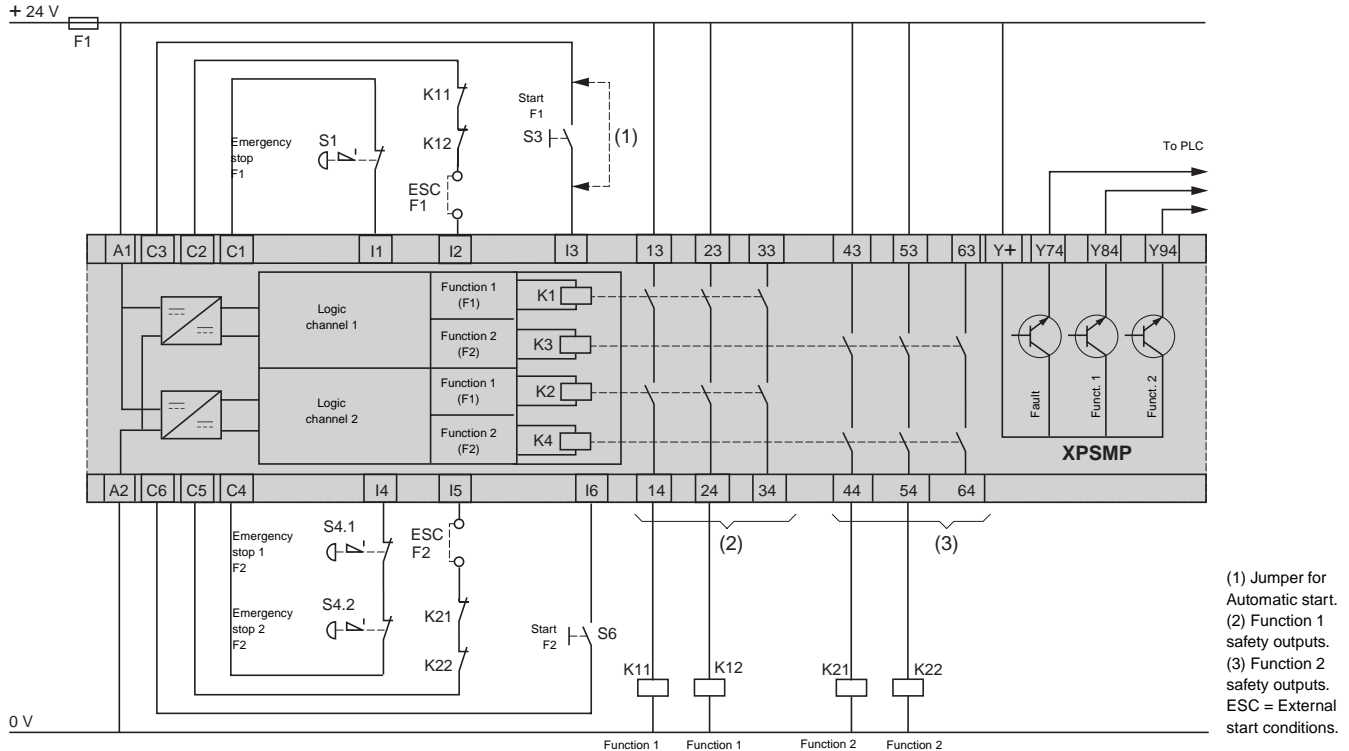 + 24 V
F1
Emergency
stop
F1
S1
K11
K12
ESC
F1
Start
F1
S3
(1)
To PLC
A1 C3 C2 C1 I1 I2 I3 13 23 33 43 53 63 Y+ Y74 Y84 Y94
Logic
channel 1
Function 1
(F1)
K1
Function 2
(F2)
K3
Logic
channel 2
Function 1
(F1)
K2
Function 2
(F2)
K4
Fault
Funct. 1
Funct. 2
XPSMP
A2 C6 C5 C4 I4 I5 I6 14 24 34 44 54 64
Emergency
stop 1
F2
S4.1
Emergency
stop 2
F2
S4.2
ESC
F2
K21
K22
Start
F2
S6
(2)
(3)
K11
K12
K21
K22
0 V
Function 1 Function 1 Function 2 Function 2
(1) Jumper for
Automatic start.
(2) Function 1
safety outputs.
(3) Function 2
safety outputs.
ESC = External
start conditions.